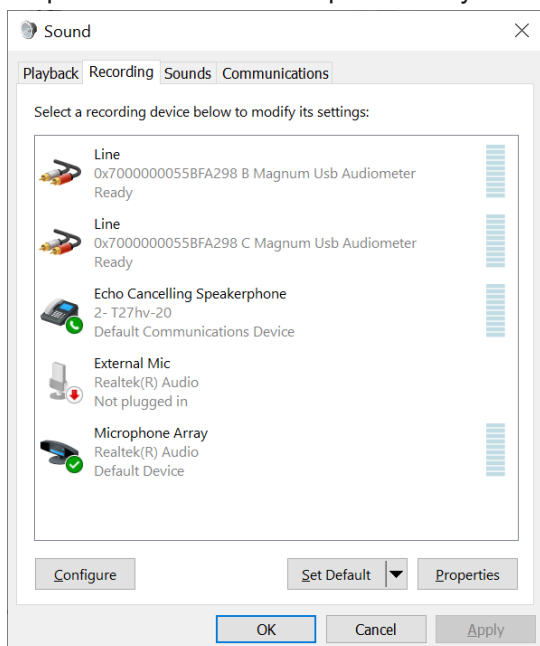 Sound
Playback Recording Sounds Communications
Select a recording device below to modify its settings:
Line
0x7000000055BFA298 B Magnum Usb Audiometer
Ready
Line
0x7000000055BFA298 C Magnum Usb Audiometer
Ready
Echo Cancelling Speakerphone
2- T27hv-20
Default Communications Device
External Mic
Realtek(R) Audio
Not plugged in
Microphone Array
Realtek(R) Audio
Default Device
Configure Set Default Properties
OK Cancel Apply